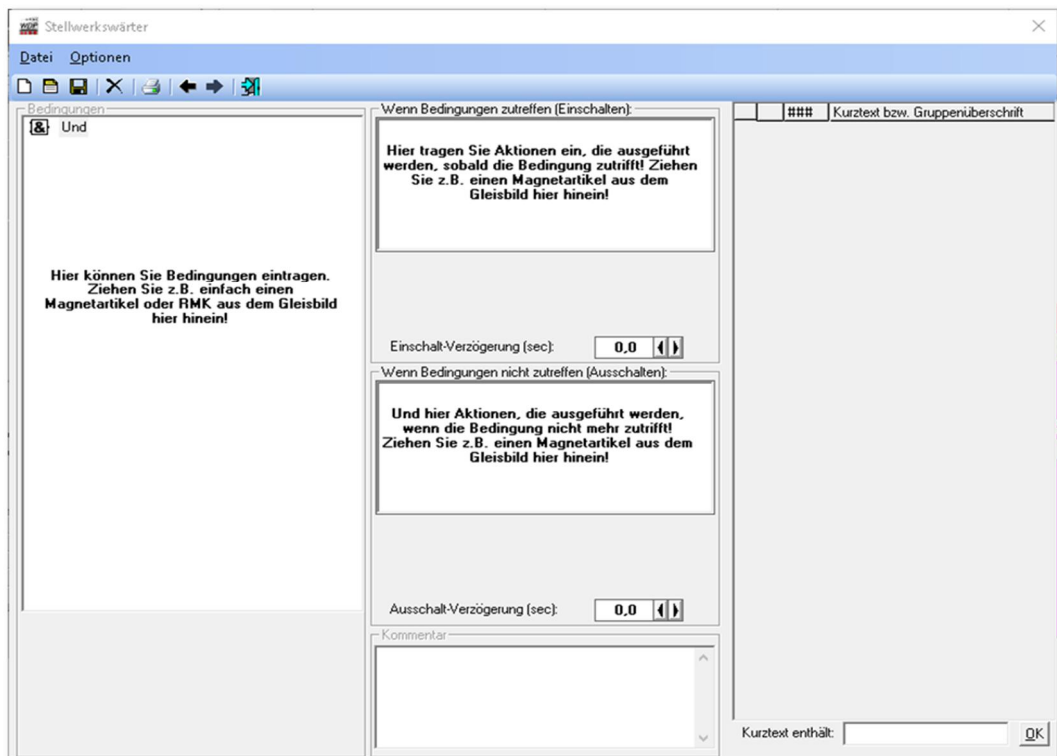 WDP Stellwerkswärter
Datei Optionen
Bedingungen
& Und
Hier können Sie Bedingungen eintragen.
Ziehen Sie z.B. einfach einen
Magnetartikel oder RMK aus dem Gleisbild
hier hinein!
Wenn Bedingungen zutreffen (Einschalten):
Hier tragen Sie Aktionen ein, die ausgeführt
werden, sobald die Bedingung zutrifft! Ziehen
Sie z.B. einen Magnetartikel aus dem
Gleisbild hier hinein!
Einschalt-Verzögerung (sec): 0,0
Wenn Bedingungen nicht zutreffen (Ausschalten):
Und hier Aktionen, die ausgeführt werden,
wenn die Bedingung nicht mehr zutrifft!
Ziehen Sie z.B. einen Magnetartikel aus dem
Gleisbild hier hinein!
Ausschalt-Verzögerung (sec): 0,0
Kommentar
### Kurztext bzw. Gruppenüberschrift
Kurztext enthält: OK